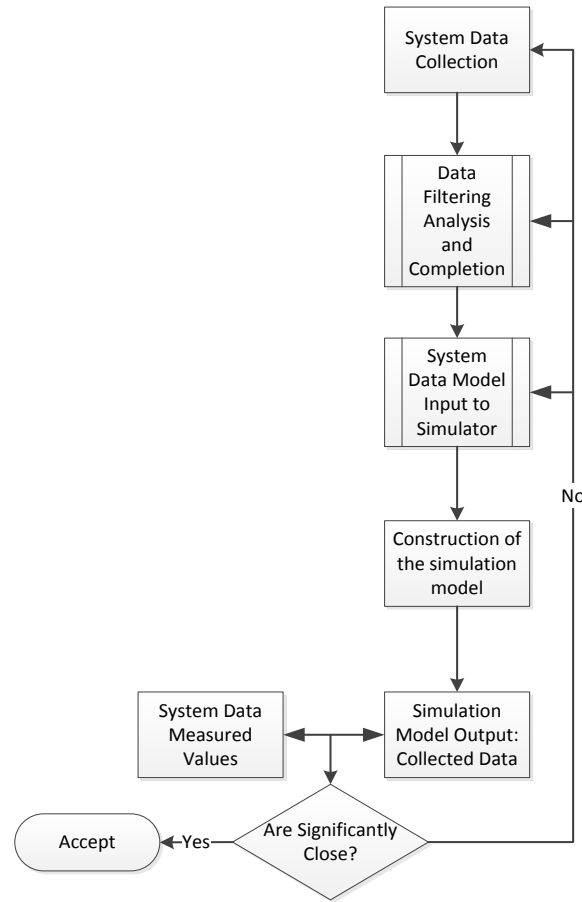 System Data
Collection
Data
Filtering
Analysis
and
Completion
System
Data Model
Input to
Simulator
No
Construction of
the simulation
model
System Data
Measured
Values
Simulation
Model Output:
Collected Data
Accept
Yes
Are Significantly
Close?